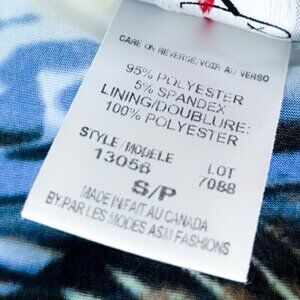 CARE ON REVERSE/VOIR AU VERSO
95% POLYESTER
5% SPANDEX
LINING/DOUBLURE:
100% POLYESTER
STYLE/MODÈLE LOT
13056 7088
S/P
MADE IN/FAIT AU CANADA
BY:PAR LES MODES ASM FASHIONS